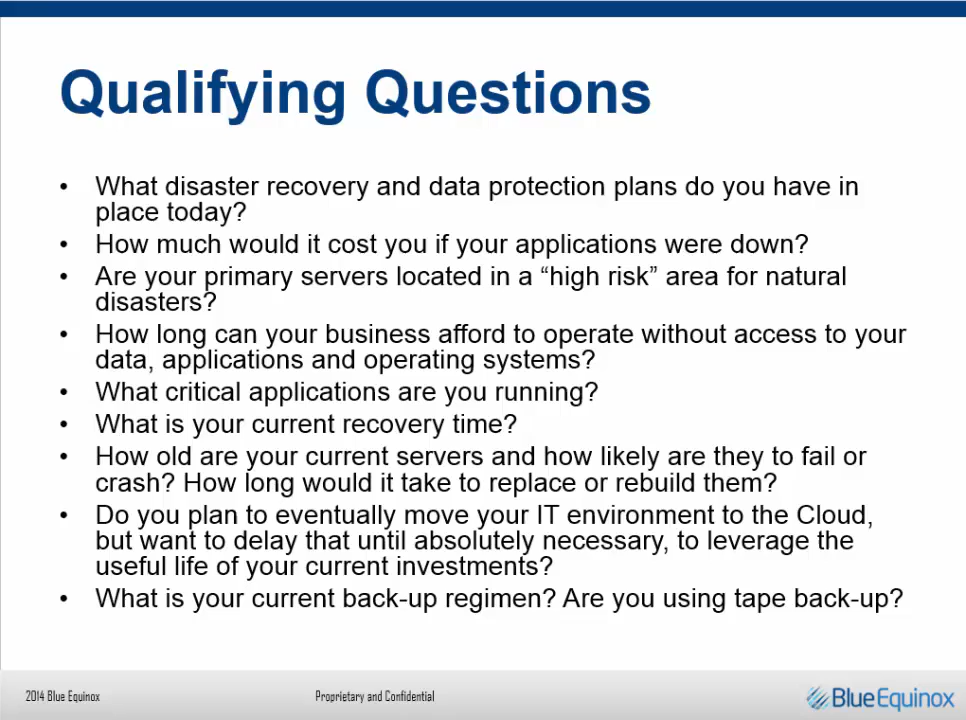 Qualifying Questions
• What disaster recovery and data protection plans do you have in
place today?
• How much would it cost you if your applications were down?
• Are your primary servers located in a “high risk” area for natural
disasters?
• How long can your business afford to operate without access to your
data, applications and operating systems?
• What critical applications are you running?
• What is your current recovery time?
• How old are your current servers and how likely are they to fail or
crash? How long would it take to replace or rebuild them?
• Do you plan to eventually move your IT environment to the Cloud,
but want to delay that until absolutely necessary, to leverage the
useful life of your current investments?
• What is your current back-up regimen? Are you using tape back-up?
2014 Blue Equinox
Proprietary and Confidential
BlueEquinox